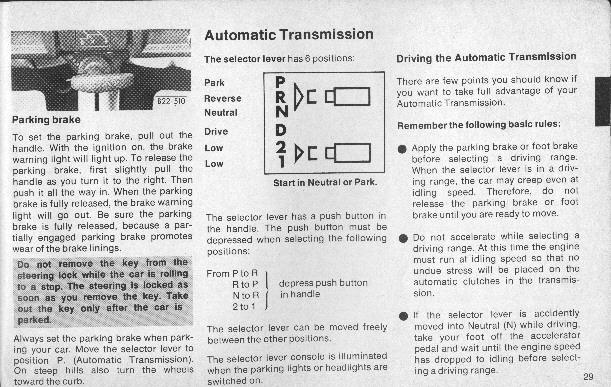 Automatic Transmission
B22-510
Parking brake
To set the parking brake, pull out the
handle. With the ignition on, the brake
warning light will light up. To release the
parking brake, first slightly pull the
handle as you turn it to the right. Then
push it all the way in. When the parking
brake is fully released, the brake warning
light will go out. Be sure the parking
brake is fully released, because a par-
tially engaged parking brake promotes
wear of the brake linings.
Do not remove the key from the
steering lock while the car is rolling
to a stop. The steering is locked as
soon as you remove the key. Take
out the key only after the car is
parked.
Always set the parking brake when park-
ing your car. Move the selector lever to
position P. (Automatic Transmission).
On steep hills also turn the wheels
toward the curb.
The selector lever has 6 positions:
Park
Reverse
Neutral
Drive
Low
Low
P
R
N
D
2
1
Start in Neutral or Park.
The selector lever has a push button in
the handle. The push button must be
depressed when selecting the following
positions:
From P to R
R to P
N to R
2 to 1
depress push button
in handle
The selector lever can be moved freely
between the other positions.
The selector lever console is illuminated
when the parking lights or headlights are
switched on.
Driving the Automatic Transmission
There are few points you should know if
you want to take full advantage of your
Automatic Transmission.
Remember the following basic rules:
● Apply the parking brake or foot brake
before selecting a driving range.
When the selector lever is in a driv-
ing range, the car may creep even at
idling speed. Therefore, do not
release the parking brake or foot
brake until you are ready to move.
● Do not accelerate while selecting a
driving range. At this time the engine
must run at idling speed so that no
undue stress will be placed on the
automatic clutches in the transmis-
sion.
● If the selector lever is accidently
moved into Neutral (N) while driving,
take your foot off the accelerator
pedal and wait until the engine speed
has dropped to idling before select-
ing a driving range.
29